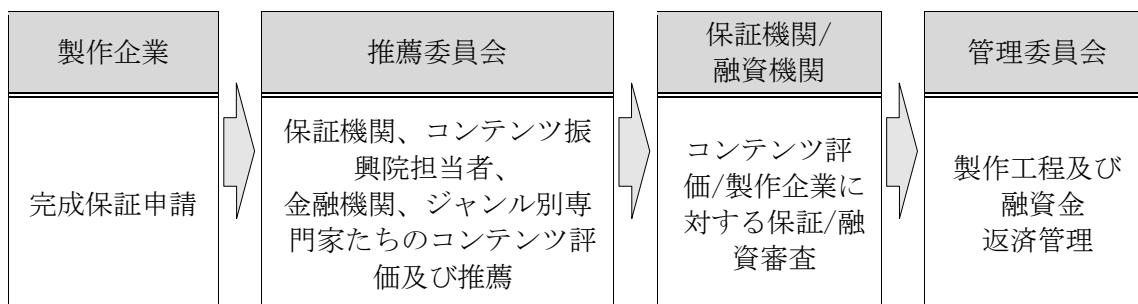 製作企業
完成保証申請
推薦委員会
保証機関、コンテンツ振
興院担当者、
金融機関、ジャンル別専
門家たちのコンテンツ評
価及び推薦
保証機関/
融資機関
コンテンツ評
価/製作企業に
対する保証/融
資審査
管理委員会
製作工程及び
融資金
返済管理